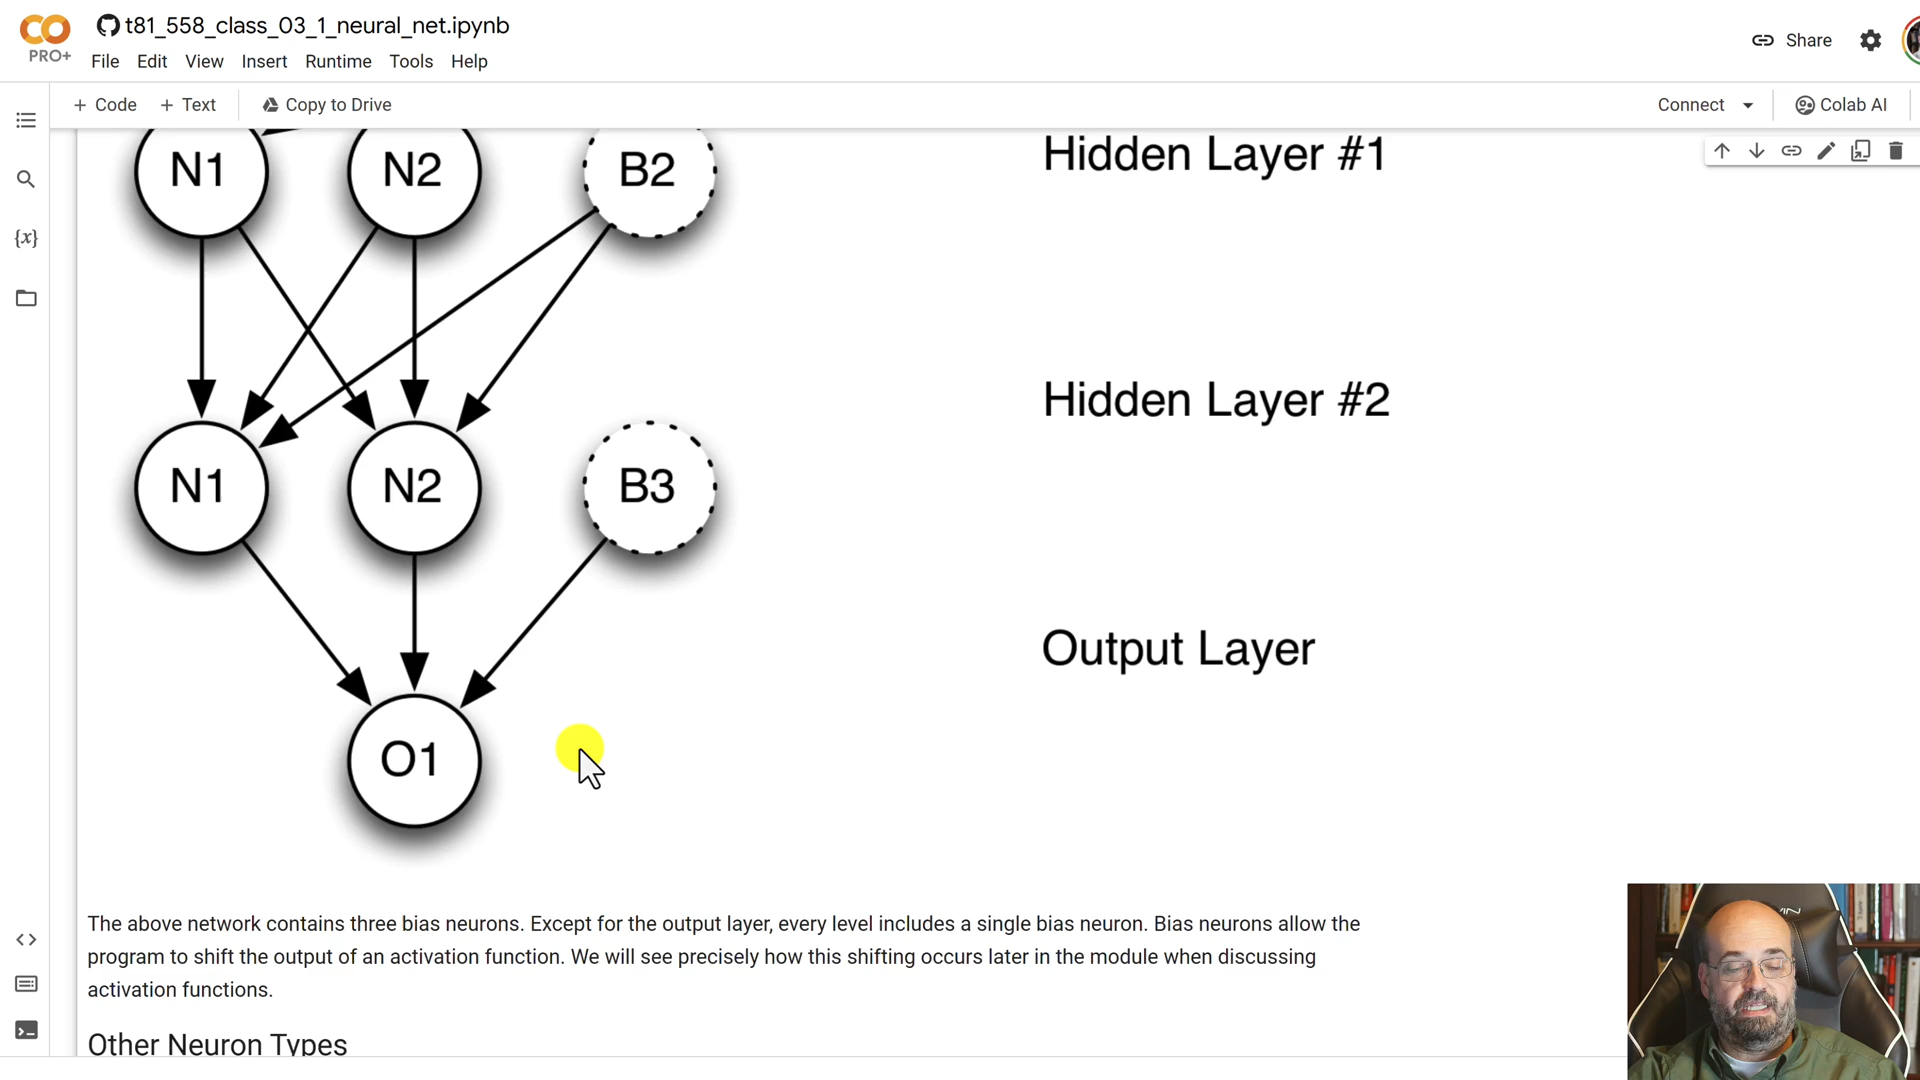 t81_558_class_03_1_neural_net.ipynb
PRO+
File Edit View Insert Runtime Tools Help
Share
+ Code + Text Copy to Drive
Connect Colab AI
N1 N2 B2
Hidden Layer #1
{x}
Hidden Layer #2
N1 N2 B3
Output Layer
O1
The above network contains three bias neurons. Except for the output layer, every level includes a single bias neuron. Bias neurons allow the
program to shift the output of an activation function. We will see precisely how this shifting occurs later in the module when discussing
activation functions.
Other Neuron Types